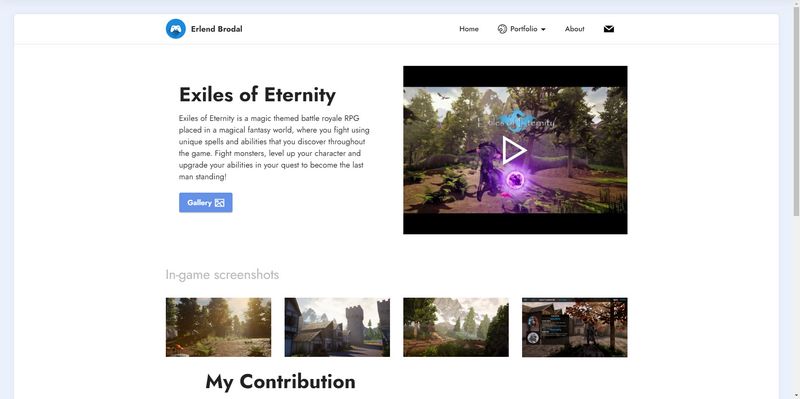 Erlend Brodal
Home
Portfolio
About
Exiles of Eternity
Exiles of Eternity is a magic themed battle royale RPG
placed in a magical fantasy world, where you fight using
unique spells and abilities that you discover throughout
the game. Fight monsters, level up your character and
upgrade your abilities in your quest to become the last
man standing!
Gallery
Exiles of Eternity
In-game screenshots
My Contribution